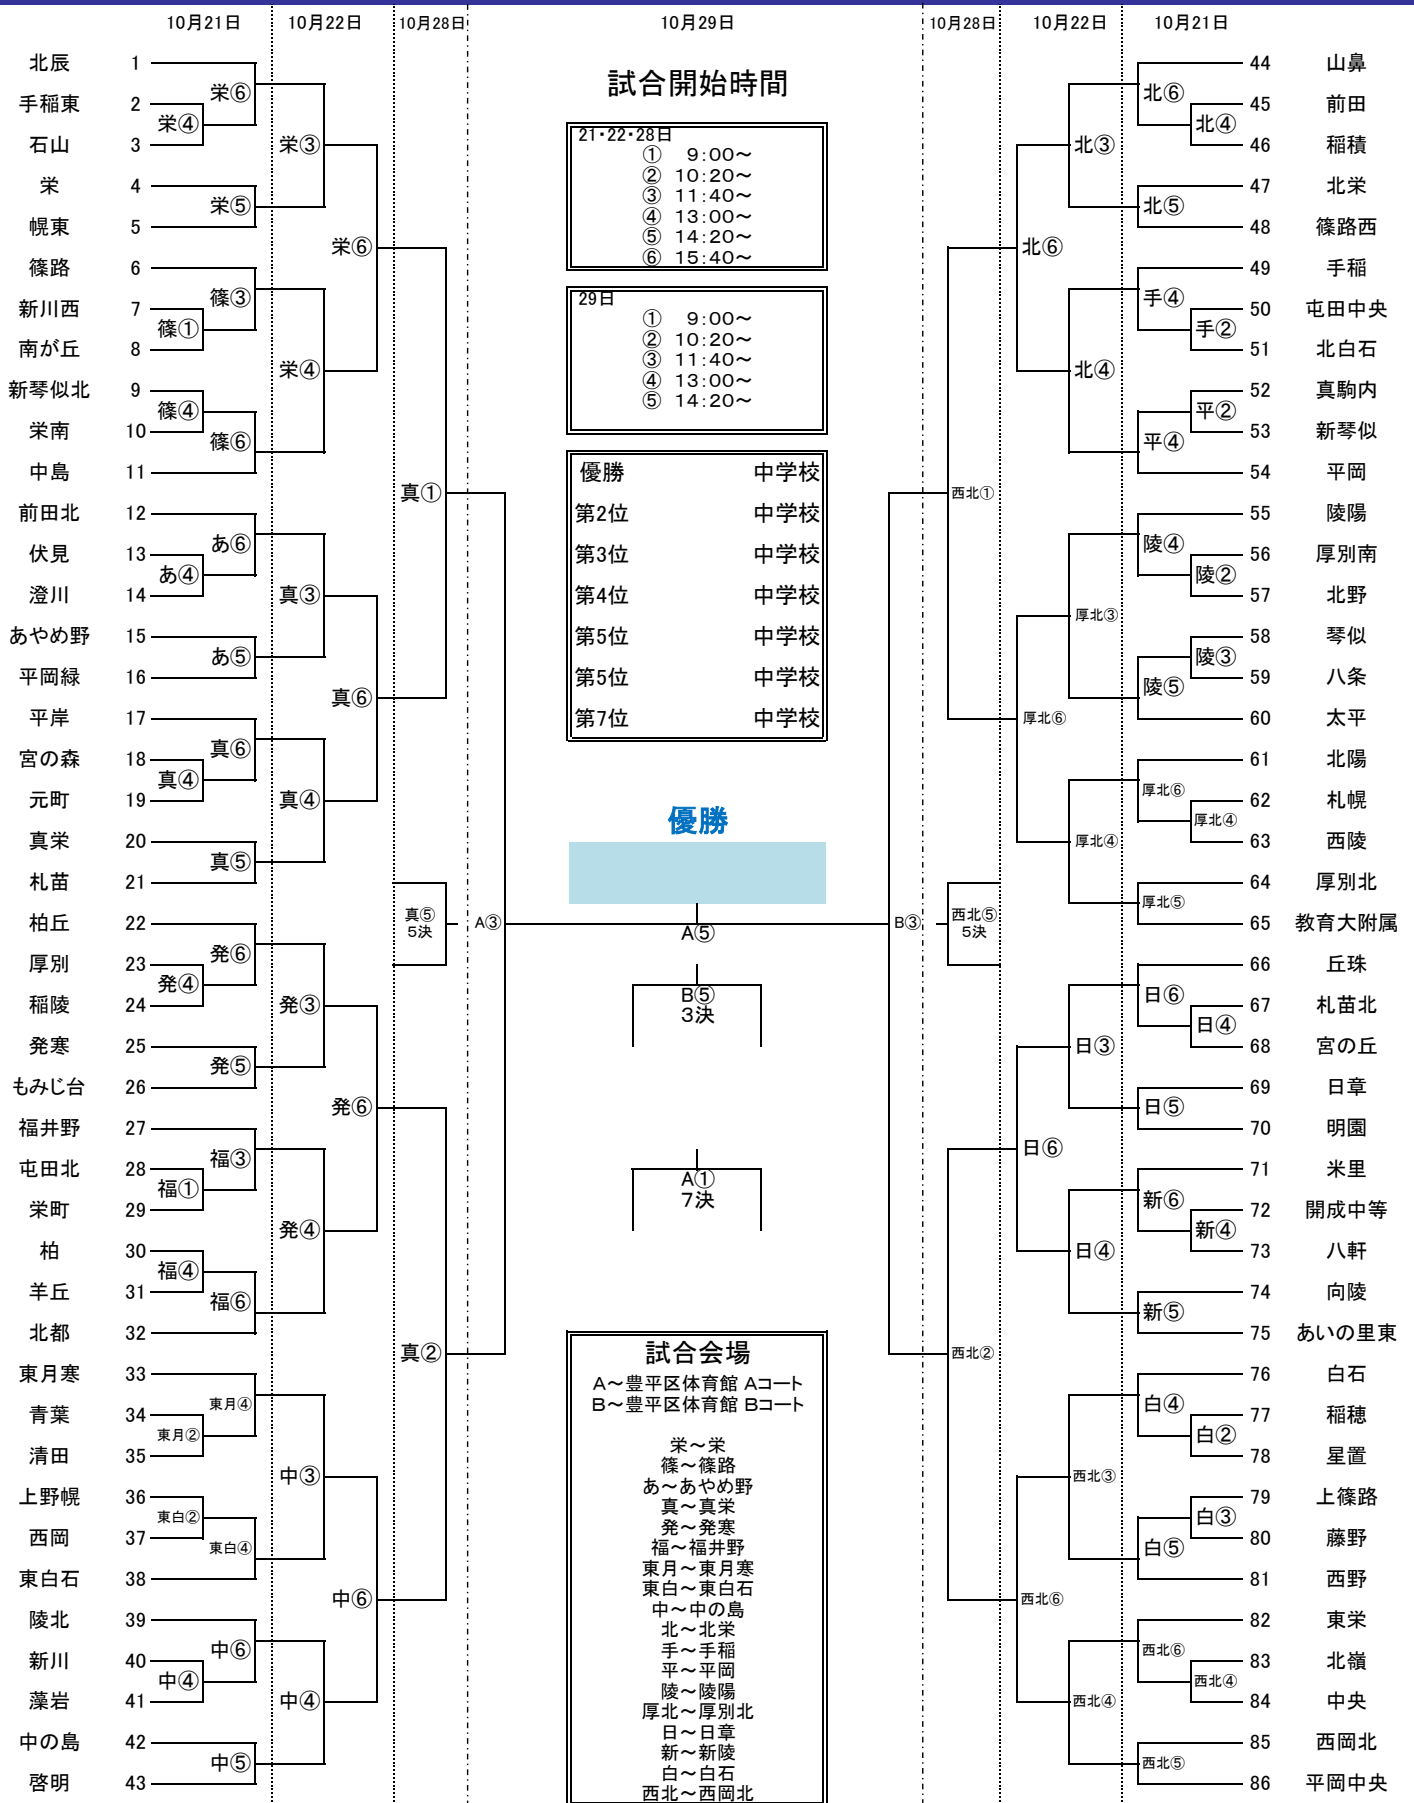 10月21日 10月22日 10月28日 10月29日 10月28日 10月22日 10月21日
北辰 1
手稲東 2
石山 3
栄 4
幌東 5
篠路 6
新川西 7
南が丘 8
新琴似北 9
栄南 10
中島 11
前田北 12
伏見 13
澄川 14
あやめ野 15
平岡緑 16
平岸 17
宮の森 18
元町 19
真栄 20
札苗 21
柏丘 22
厚別 23
稲陵 24
発寒 25
もみじ台 26
福井野 27
屯田北 28
栄町 29
柏 30
羊丘 31
北都 32
東月寒 33
青葉 34
清田 35
上野幌 36
西岡 37
東白石 38
陵北 39
新川 40
藻岩 41
中の島 42
啓明 43
栄⑥
栄④
栄⑤
篠③
篠①
篠④
篠⑥
あ⑥
あ④
あ⑤
真⑥
真④
真⑤
発⑥
発④
発⑤
福③
福①
福④
福⑥
東月④
東月②
東白②
東白④
中⑥
中④
中⑤
栄③
栄④
真③
真④
発③
発④
中③
中④
栄⑥
真⑥
発⑥
中⑥
真①
真⑤
5決
真②
A③
試合開始時間
21・22・28日
① 9:00～
② 10:20～
③ 11:40～
④ 13:00～
⑤ 14:20～
⑥ 15:40～
29日
① 9:00～
② 10:20～
③ 11:40～
④ 13:00～
⑤ 14:20～
優勝 中学校
第2位 中学校
第3位 中学校
第4位 中学校
第5位 中学校
第5位 中学校
第7位 中学校
優勝
A⑤
B⑤
3決
A①
7決
試合会場
A～豊平区体育館 Aコート
B～豊平区体育館 Bコート
栄～栄
篠～篠路
あ～あやめ野
真～真栄
発～発寒
福～福井野
東月～東月寒
東白～東白石
中～中の島
北～北栄
手～手稲
平～平岡
陵～陵陽
厚北～厚別北
日～日章
新～新陵
白～白石
西北～西岡北
B③
西北①
西北⑤
5決
西北②
北⑥
厚北⑥
日⑥
西北⑥
北③
北④
厚北③
厚北④
日③
日④
西北③
西北④
北⑥
北④
北⑤
手④
手②
平②
平④
陵④
陵②
陵③
陵⑤
厚北⑥
厚北④
厚北⑤
日⑥
日④
日⑤
新⑥
新④
新⑤
白④
白②
白③
白⑤
西北⑥
西北④
西北⑤
44 山鼻
45 前田
46 稲積
47 北栄
48 篠路西
49 手稲
50 屯田中央
51 北白石
52 真駒内
53 新琴似
54 平岡
55 陵陽
56 厚別南
57 北野
58 琴似
59 八条
60 太平
61 北陽
62 札幌
63 西陵
64 厚別北
65 教育大附属
66 丘珠
67 札苗北
68 宮の丘
69 日章
70 明園
71 米里
72 開成中等
73 八軒
74 向陵
75 あいの里東
76 白石
77 稲穂
78 星置
79 上篠路
80 藤野
81 西野
82 東栄
83 北嶺
84 中央
85 西岡北
86 平岡中央